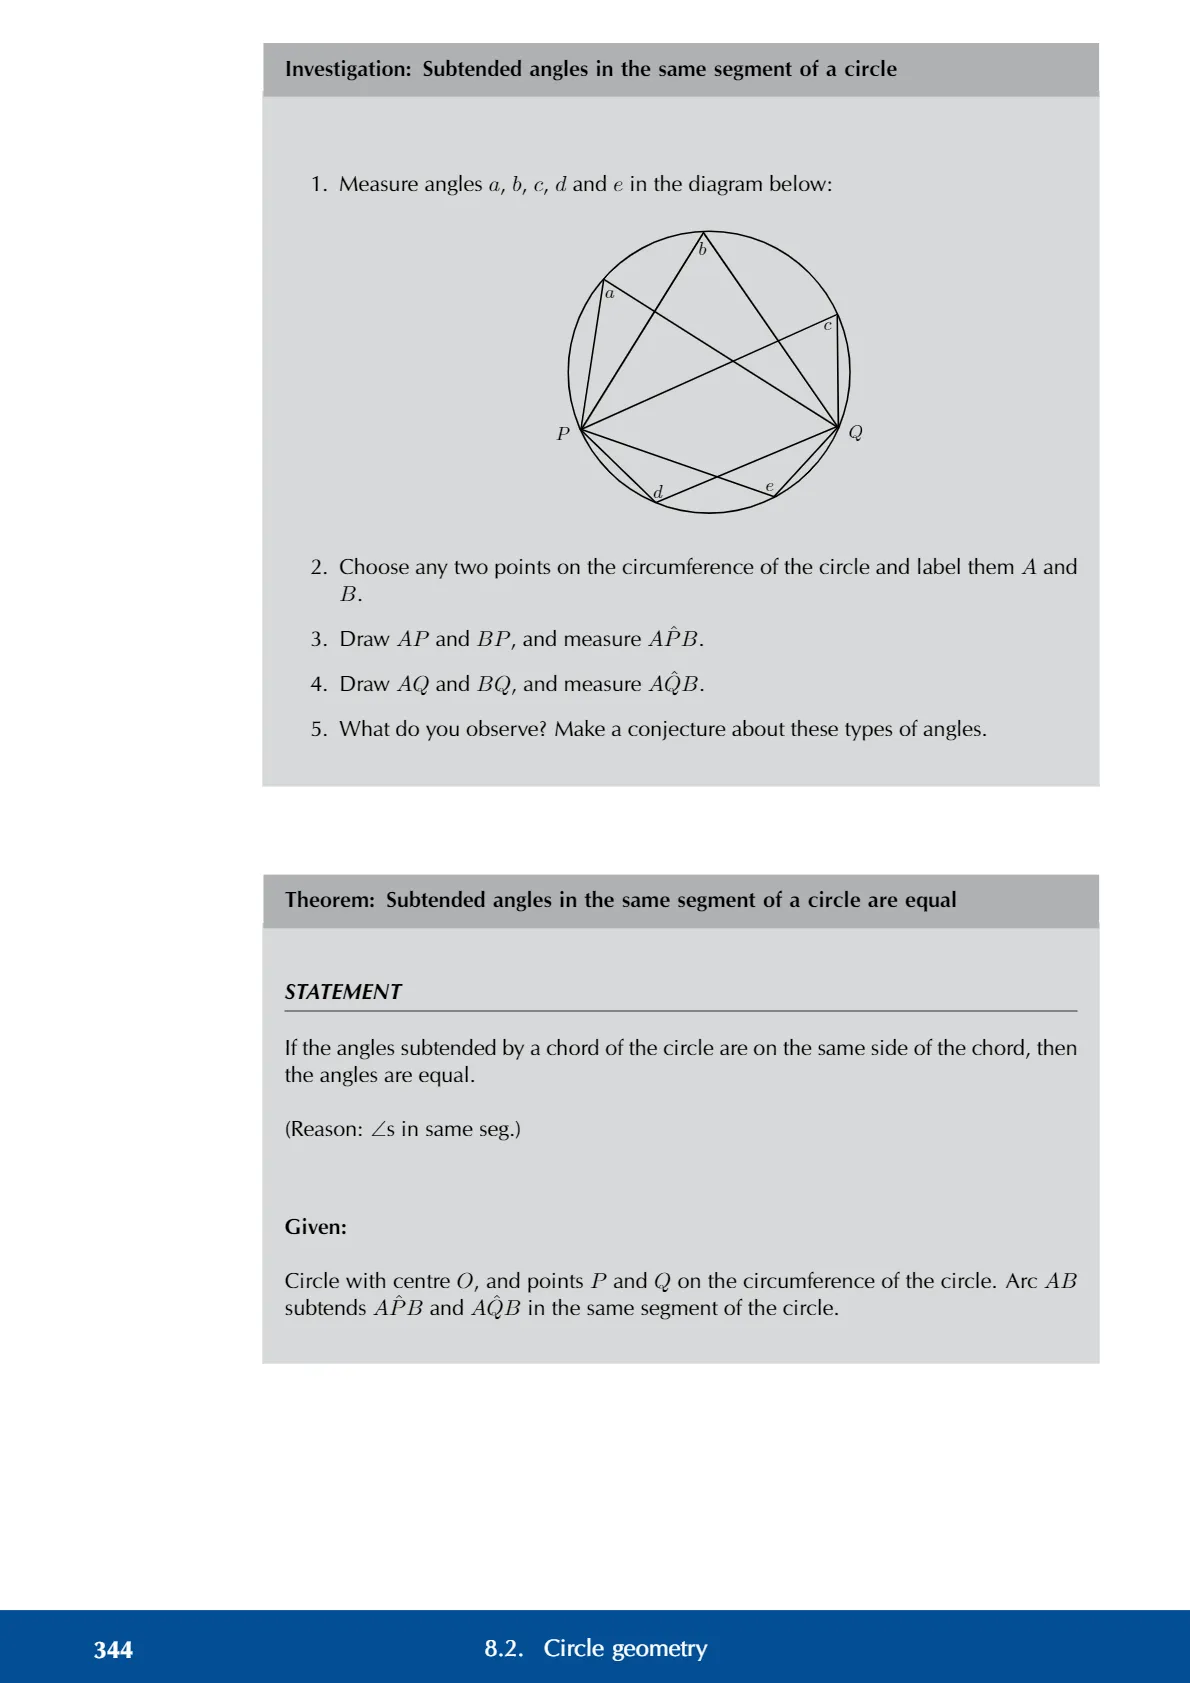 Investigation: Subtended angles in the same segment of a circle
1. Measure angles a, b, c, d and e in the diagram below:
b
a
c
P
Q
d
e
2. Choose any two points on the circumference of the circle and label them A and
B.
3. Draw AP and BP, and measure AP̂B.
4. Draw AQ and BQ, and measure AQ̂B.
5. What do you observe? Make a conjecture about these types of angles.
Theorem: Subtended angles in the same segment of a circle are equal
STATEMENT
If the angles subtended by a chord of the circle are on the same side of the chord, then
the angles are equal.
(Reason: ∠s in same seg.)
Given:
Circle with centre O, and points P and Q on the circumference of the circle. Arc AB
subtends AP̂B and AQ̂B in the same segment of the circle.
344
8.2. Circle geometry